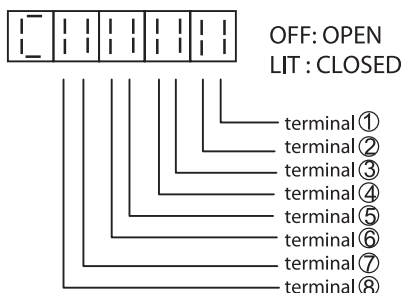 OFF: OPEN
LIT : CLOSED
terminal①
terminal②
terminal③
terminal④
terminal⑤
terminal⑥
terminal⑦
terminal⑧